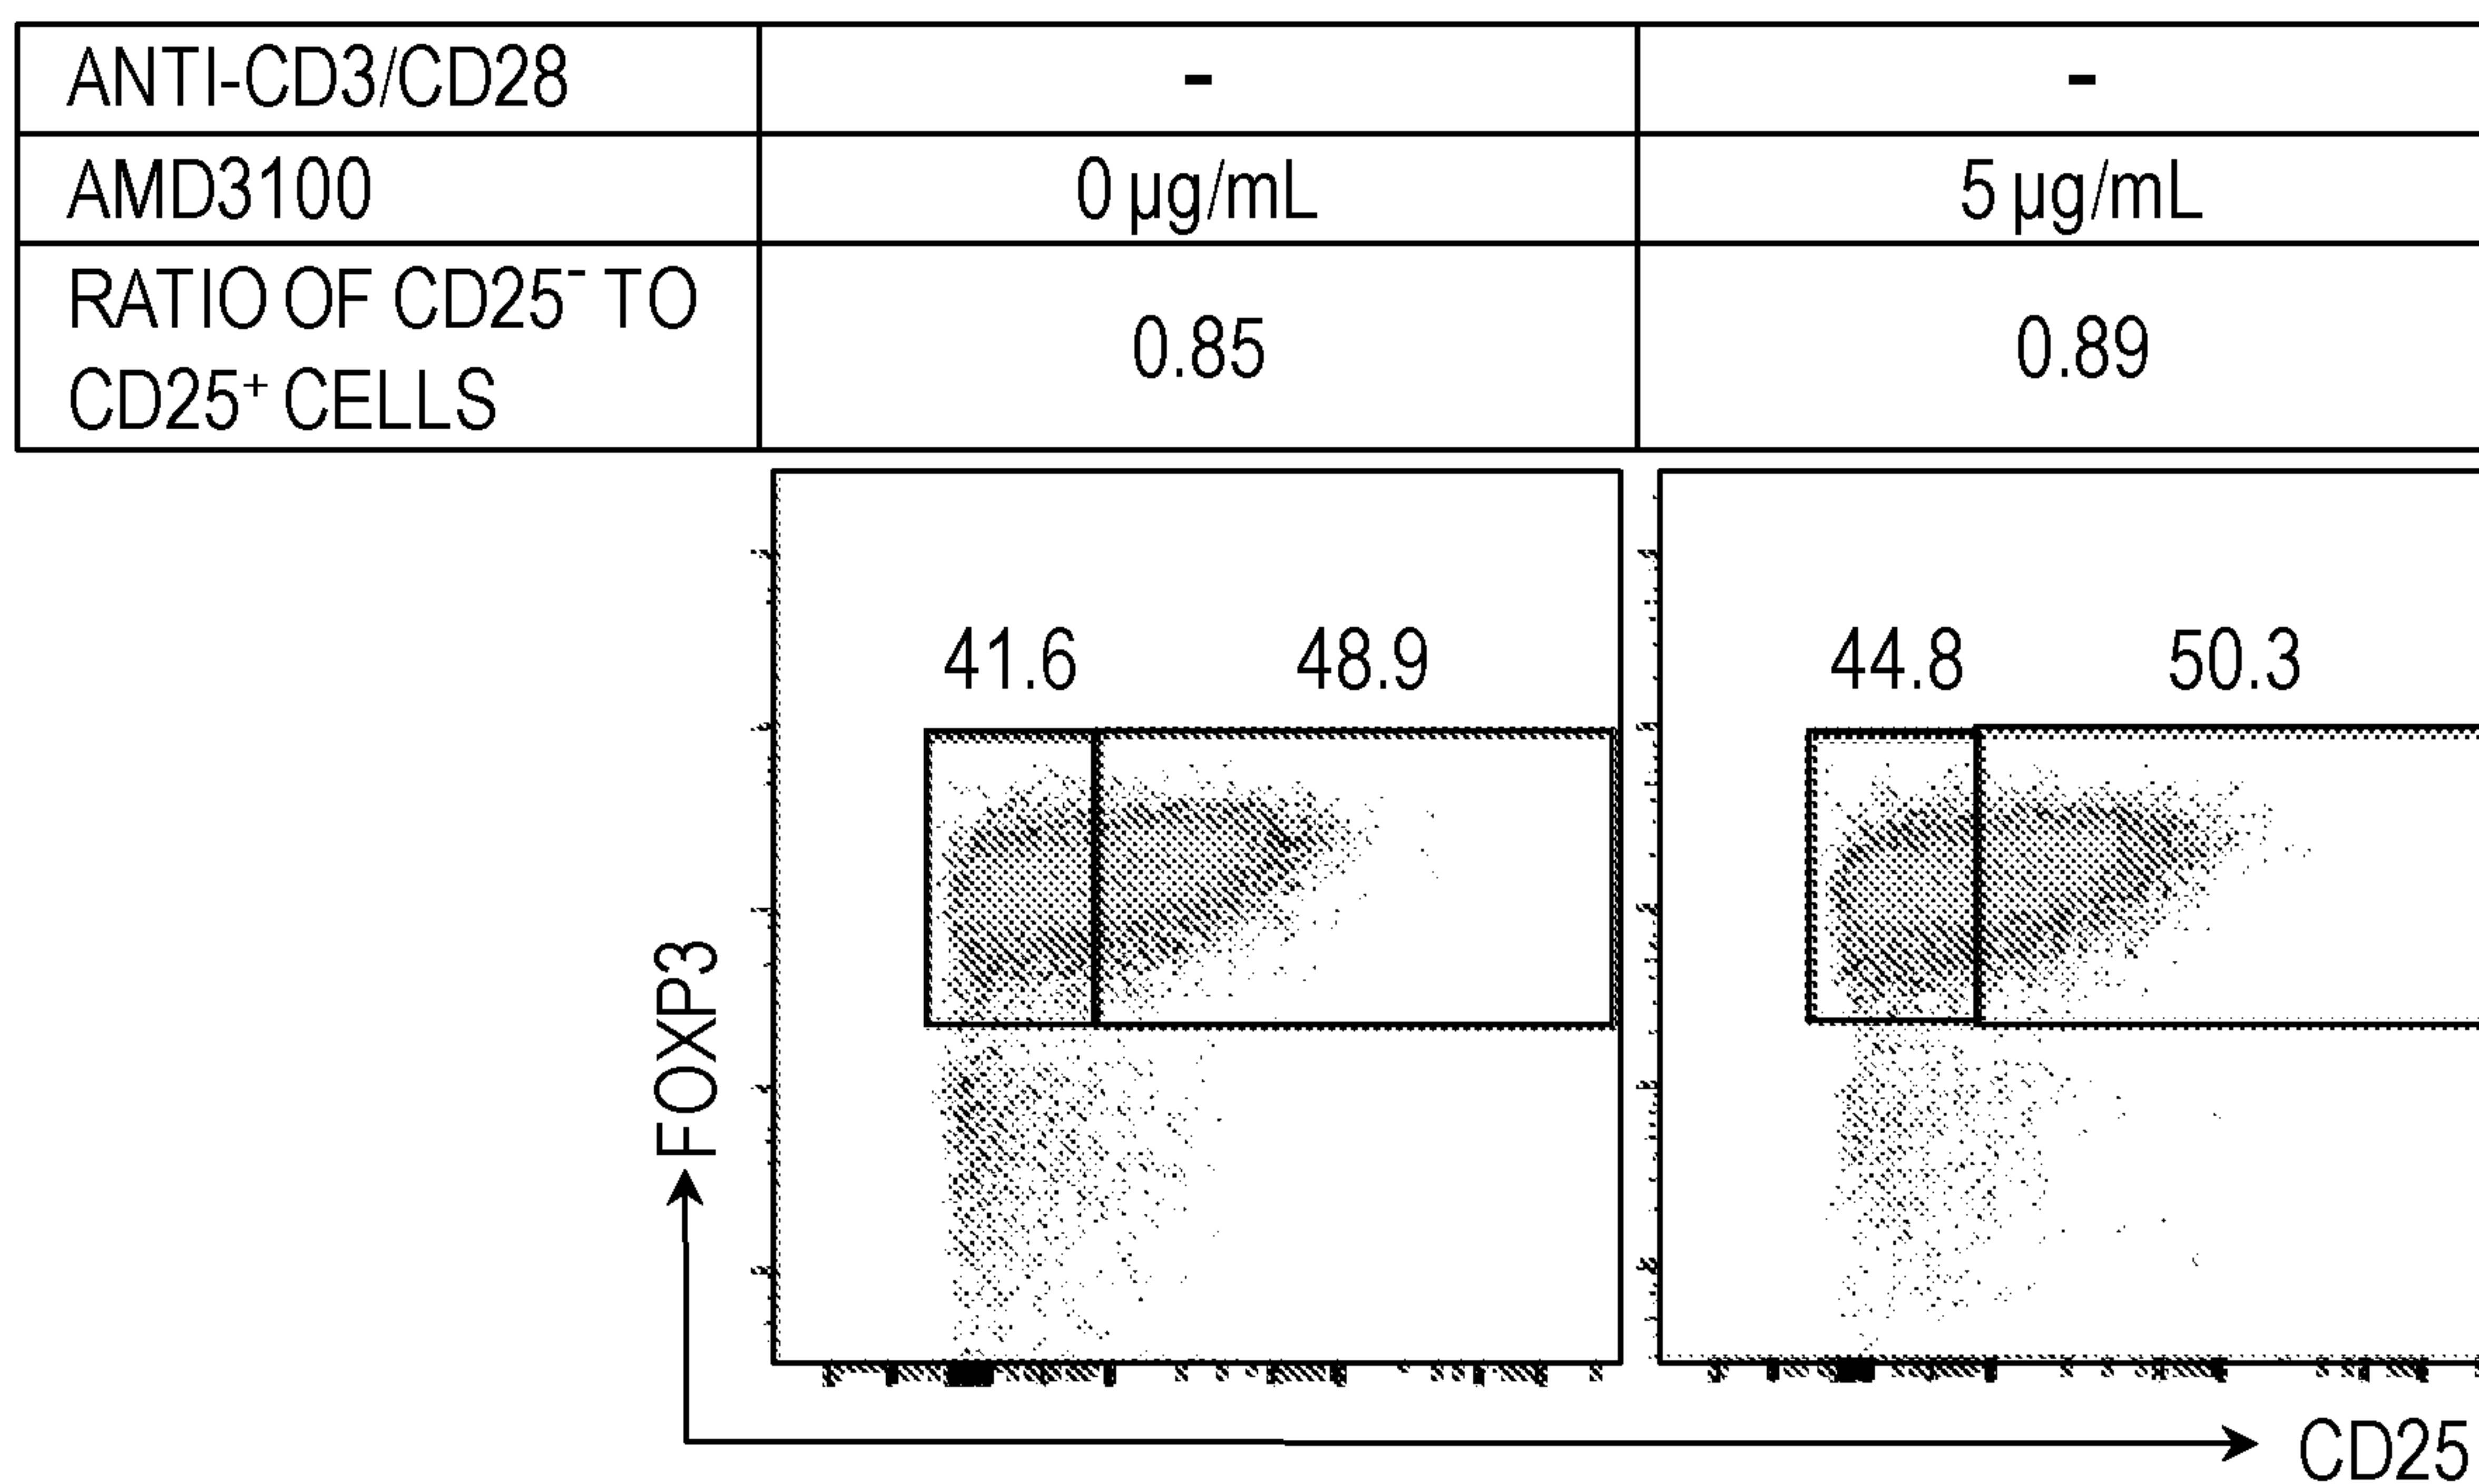 ANTI-CD3/CD28 - -
AMD3100 0 µg/mL 5 µg/mL
RATIO OF CD25⁻ TO
CD25⁺ CELLS 0.85 0.89
41.6 48.9 44.8 50.3
FOXP3
CD25